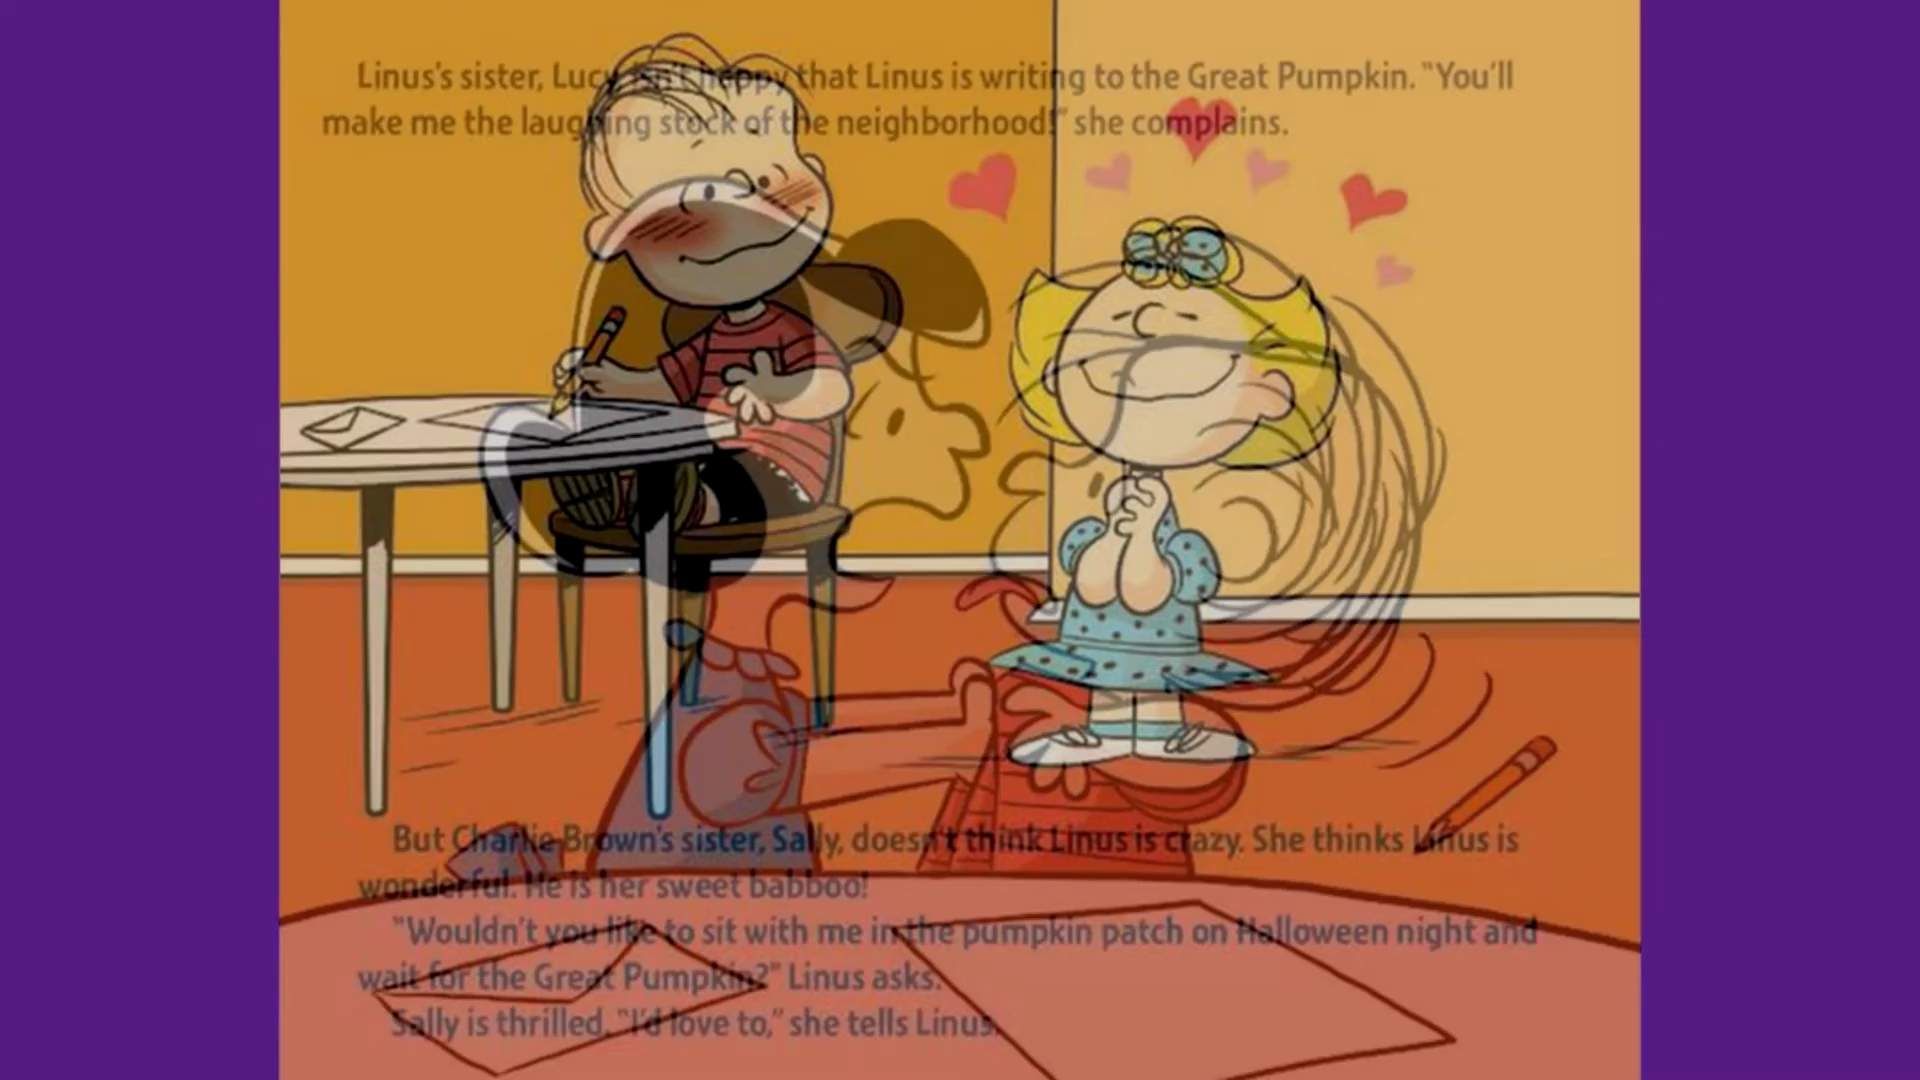 Linus's sister, Lucy isn't happy that Linus is writing to the Great Pumpkin. "You'll
make me the laughing stock of the neighborhood!" she complains.
But Charlie Brown's sister, Sally, doesn't think Linus is crazy. She thinks Linus is
wonderful. He is her sweet babboo!
"Wouldn't you like to sit with me in the pumpkin patch on Halloween night and
wait for the Great Pumpkin?" Linus asks.
Sally is thrilled. "I'd love to," she tells Linus.